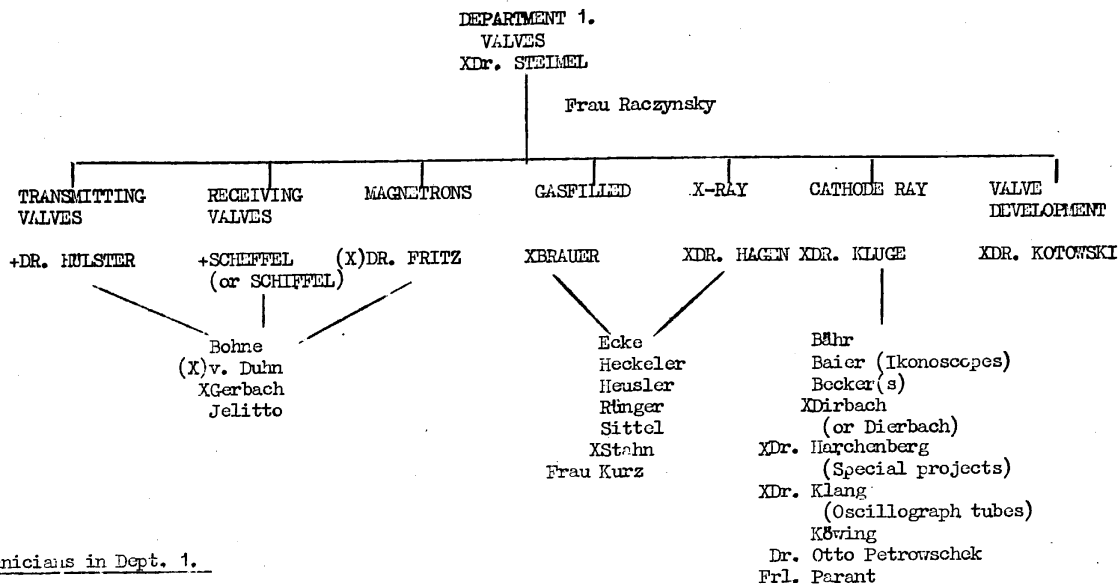 DEPARTMENT 1.
VALVES
XDr. STEIMEL
Frau Raczynsky
TRANSMITTING VALVES
+DR. HÜLSTER
RECEIVING VALVES
+SCHEFFEL
(or SCHIFFEL)
MAGNETRONS
(X)DR. FRITZ
Bohne
(X)v. Duhn
XGerbach
Jelitto
GASFILLED
XBRAUER
X-RAY
XDR. HAGEN
Ecke
Heckeler
Heusler
Rünger
Sittel
XStahn
Frau Kurz
CATHODE RAY
XDR. KLUGE
Bähr
Baier (Ikonoscopes)
Becker(s)
XDirbach
(or Dierbach)
XDr. Harchenberg
(Special projects)
XDr. Klang
(Oscillograph tubes)
Köwing
Dr. Otto Petrowschek
Frl. Parant
VALVE DEVELOPMENT
XDR. KOTOWSKI
nicians in Dept. 1.